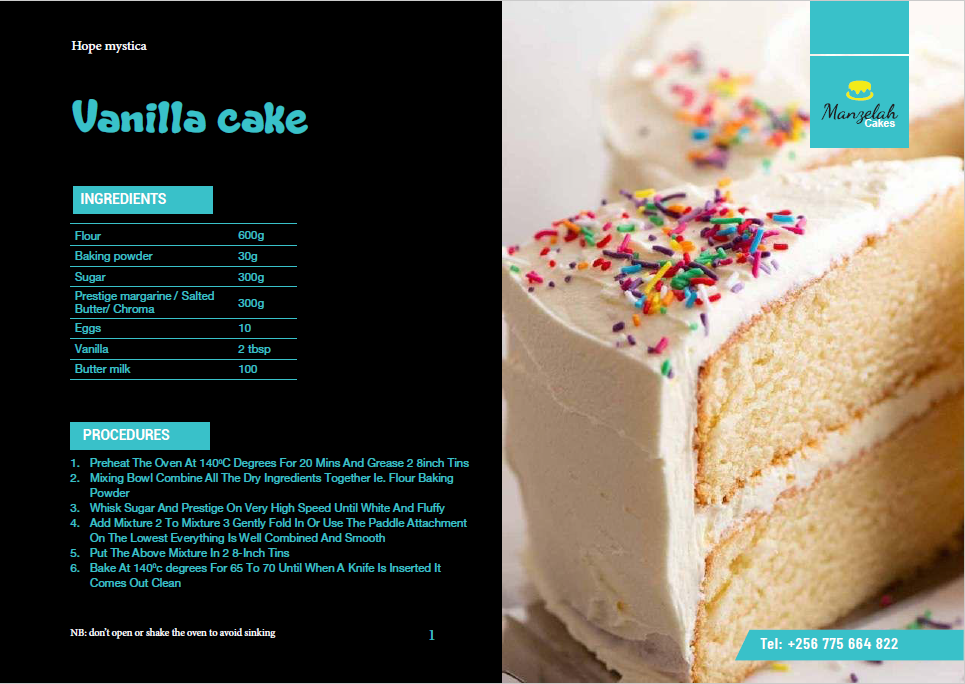 Hope mystica
Vanilla cake
INGREDIENTS
Flour 600g
Baking powder 30g
Sugar 300g
Prestige margarine / Salted
Butter/ Chroma 300g
Eggs 10
Vanilla 2 tbsp
Butter milk 100
PROCEDURES
1. Preheat The Oven At 140⁰C Degrees For 20 Mins And Grease 2 8inch Tins
2. Mixing Bowl Combine All The Dry Ingredients Together Ie. Flour Baking
Powder
3. Whisk Sugar And Prestige On Very High Speed Until White And Fluffy
4. Add Mixture 2 To Mixture 3 Gently Fold In Or Use The Paddle Attachment
On The Lowest Everything Is Well Combined And Smooth
5. Put The Above Mixture In 2 8-Inch Tins
6. Bake At 140⁰c degrees For 65 To 70 Until When A Knife Is Inserted It
Comes Out Clean
NB: don't open or shake the oven to avoid sinking
1
Manzelah
Cakes
Tel: +256 775 664 822